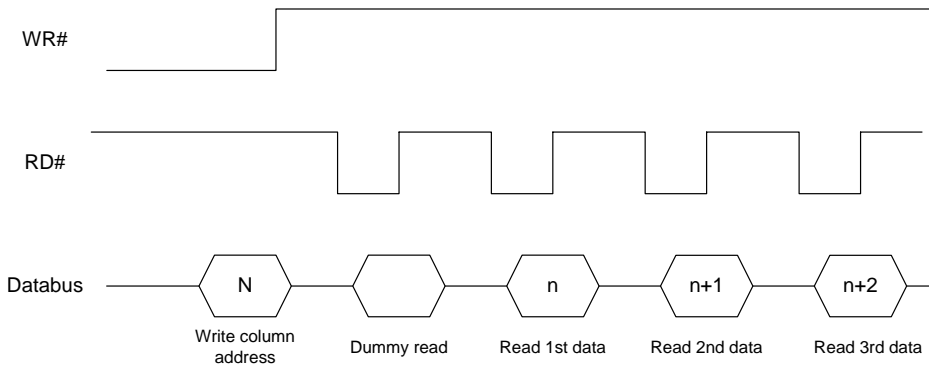 WR#
RD#
Databus
N
n
n+1
n+2
Write column
address
Dummy read
Read 1st data
Read 2nd data
Read 3rd data